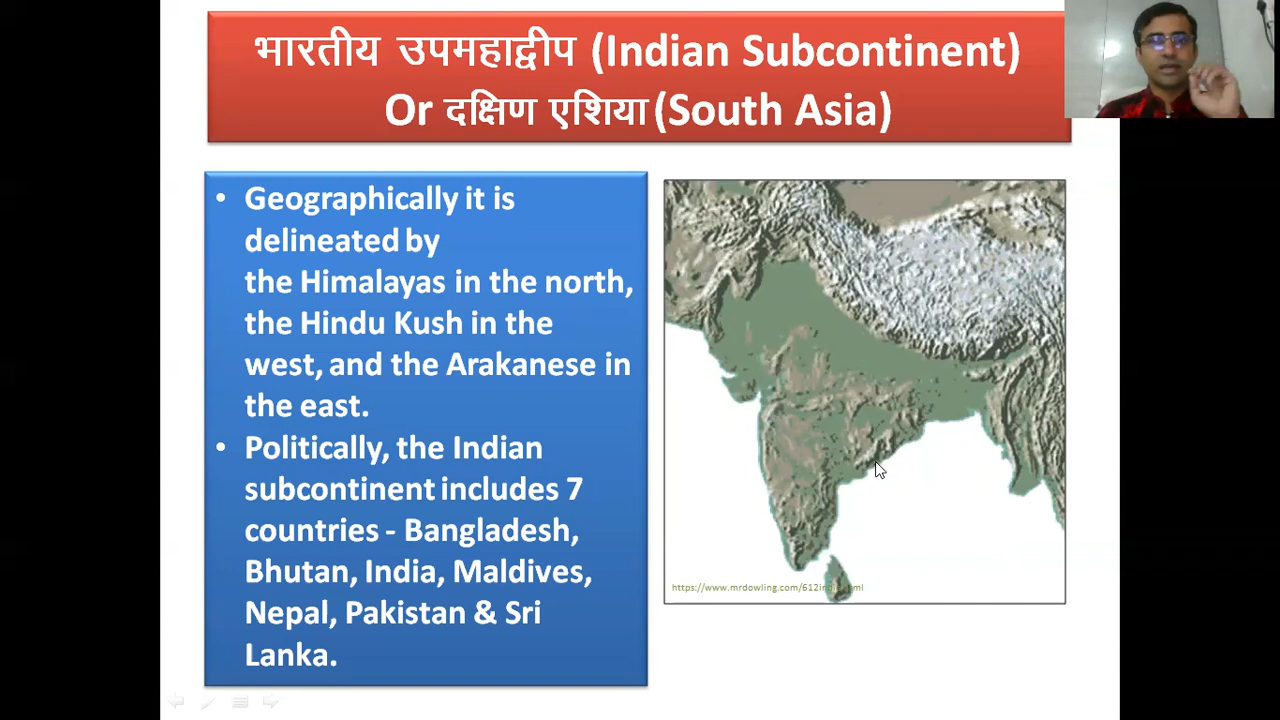 भारतीय उपमहाद्वीप (Indian Subcontinent)
Or दक्षिण एशिया (South Asia)
• Geographically it is
delineated by
the Himalayas in the north,
the Hindu Kush in the
west, and the Arakanese in
the east.
• Politically, the Indian
subcontinent includes 7
countries - Bangladesh,
Bhutan, India, Maldives,
Nepal, Pakistan & Sri
Lanka.